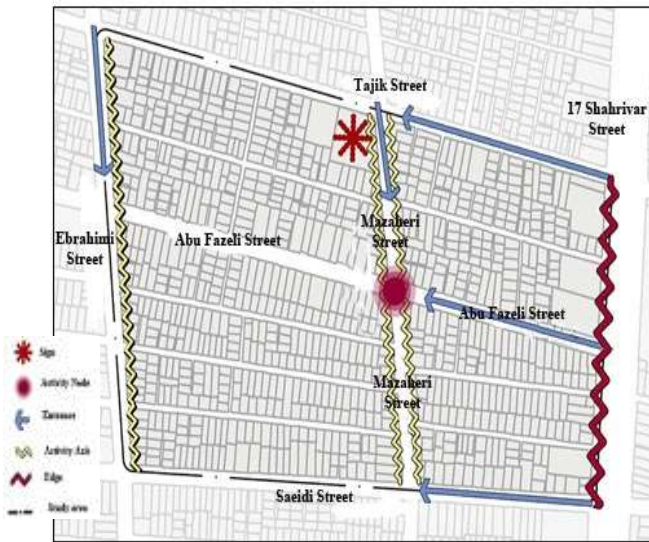 Tajik Street
17 Shahrivar
Street
Mazaheri
Street
Abu Fazeli Street
Ebrahimi
Street
Abu Fazeli Street
Mazaheri
Street
Saeidi Street
Sign
Activity Node
Entrance
Activity Axis
Edge
Study area